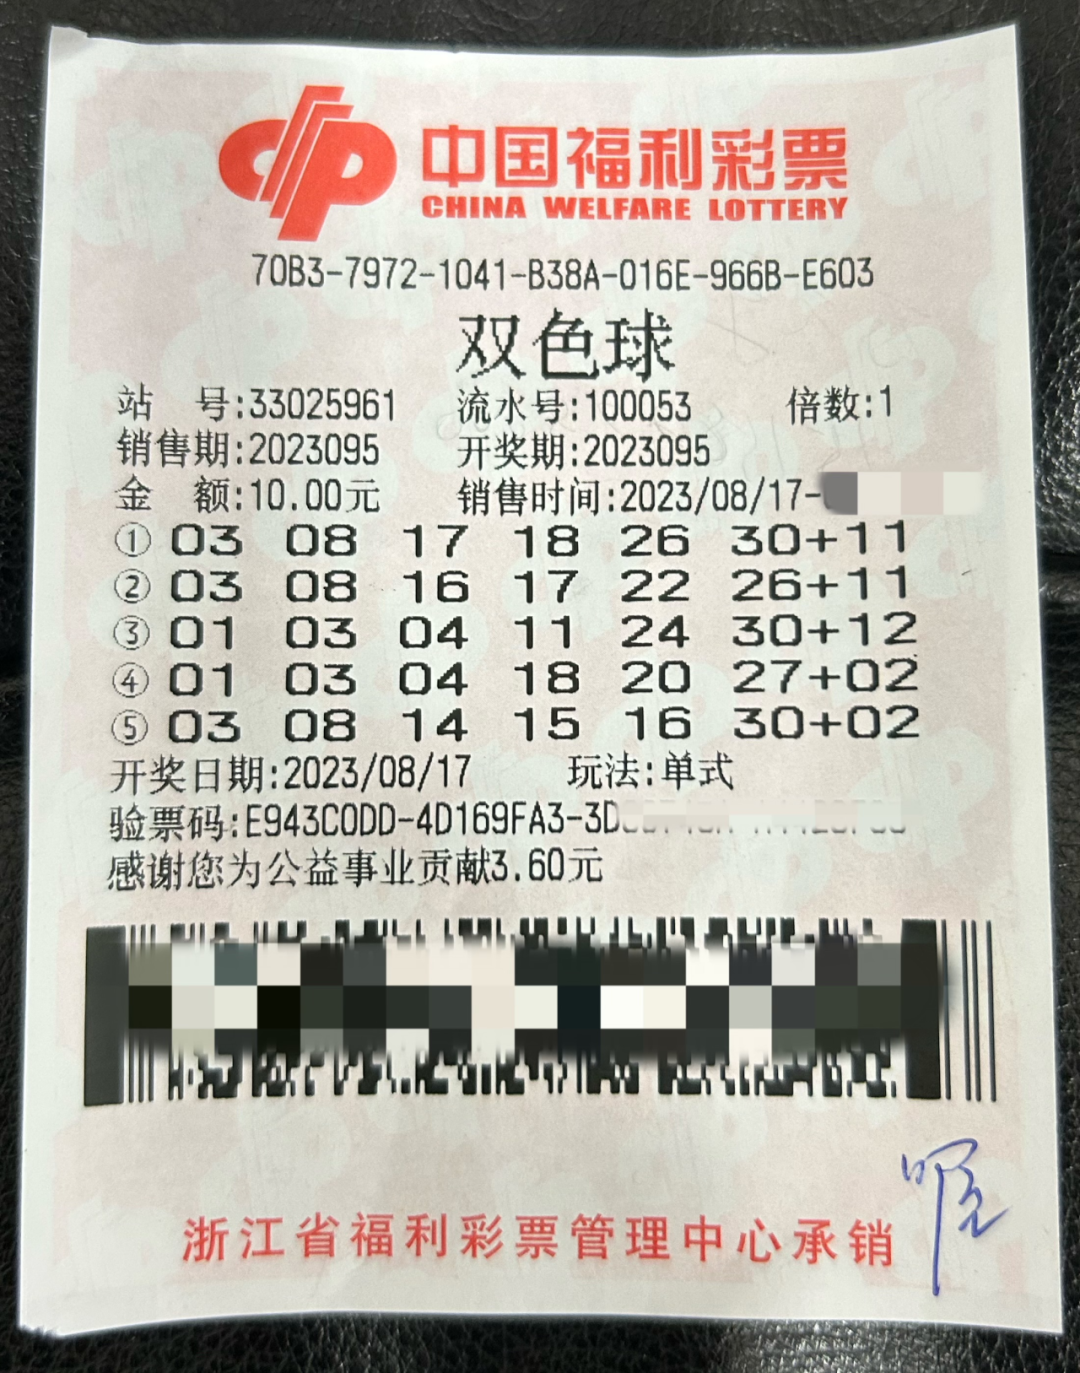 中国福利彩票
CHINA WELFARE LOTTERY
70B3-7972-1041-B38A-016E-966B-E603
双色球
站 号:33025961 流水号:100053 倍数:1
销售期:2023095 开奖期:2023095
金 额:10.00元 销售时间:2023/08/17-
① 03 08 17 18 26 30+11
② 03 08 16 17 22 26+11
③ 01 03 04 11 24 30+12
④ 01 03 04 18 20 27+02
⑤ 03 08 14 15 16 30+02
开奖日期:2023/08/17 玩法:单式
验票码:E943C0DD-4D169FA3-3D
感谢您为公益事业贡献3.60元
浙江省福利彩票管理中心承销